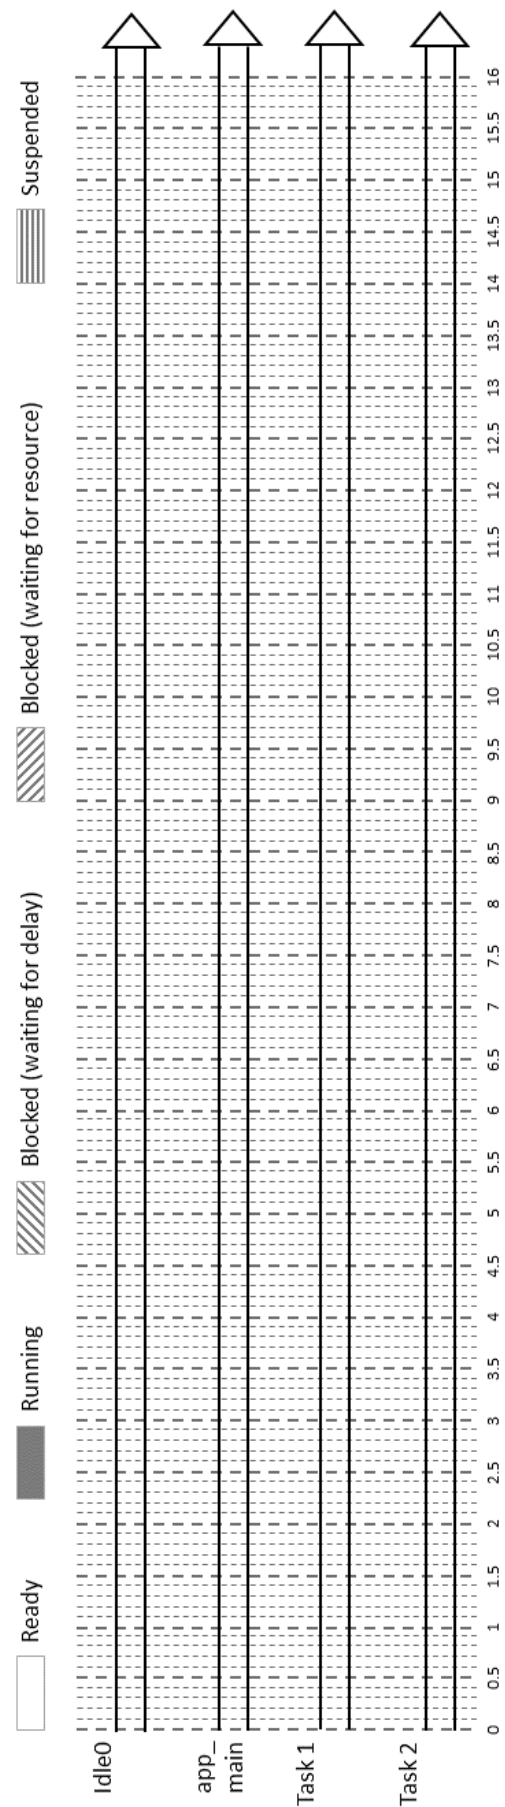 Ready Running Blocked (waiting for delay) Blocked (waiting for resource) Suspended
Idle0
app_
main
Task 1
Task 2
0 0.5 1 1.5 2 2.5 3 3.5 4 4.5 5 5.5 6 6.5 7 7.5 8 8.5 9 9.5 10 10.5 11 11.5 12 12.5 13 13.5 14 14.5 15 15.5 16